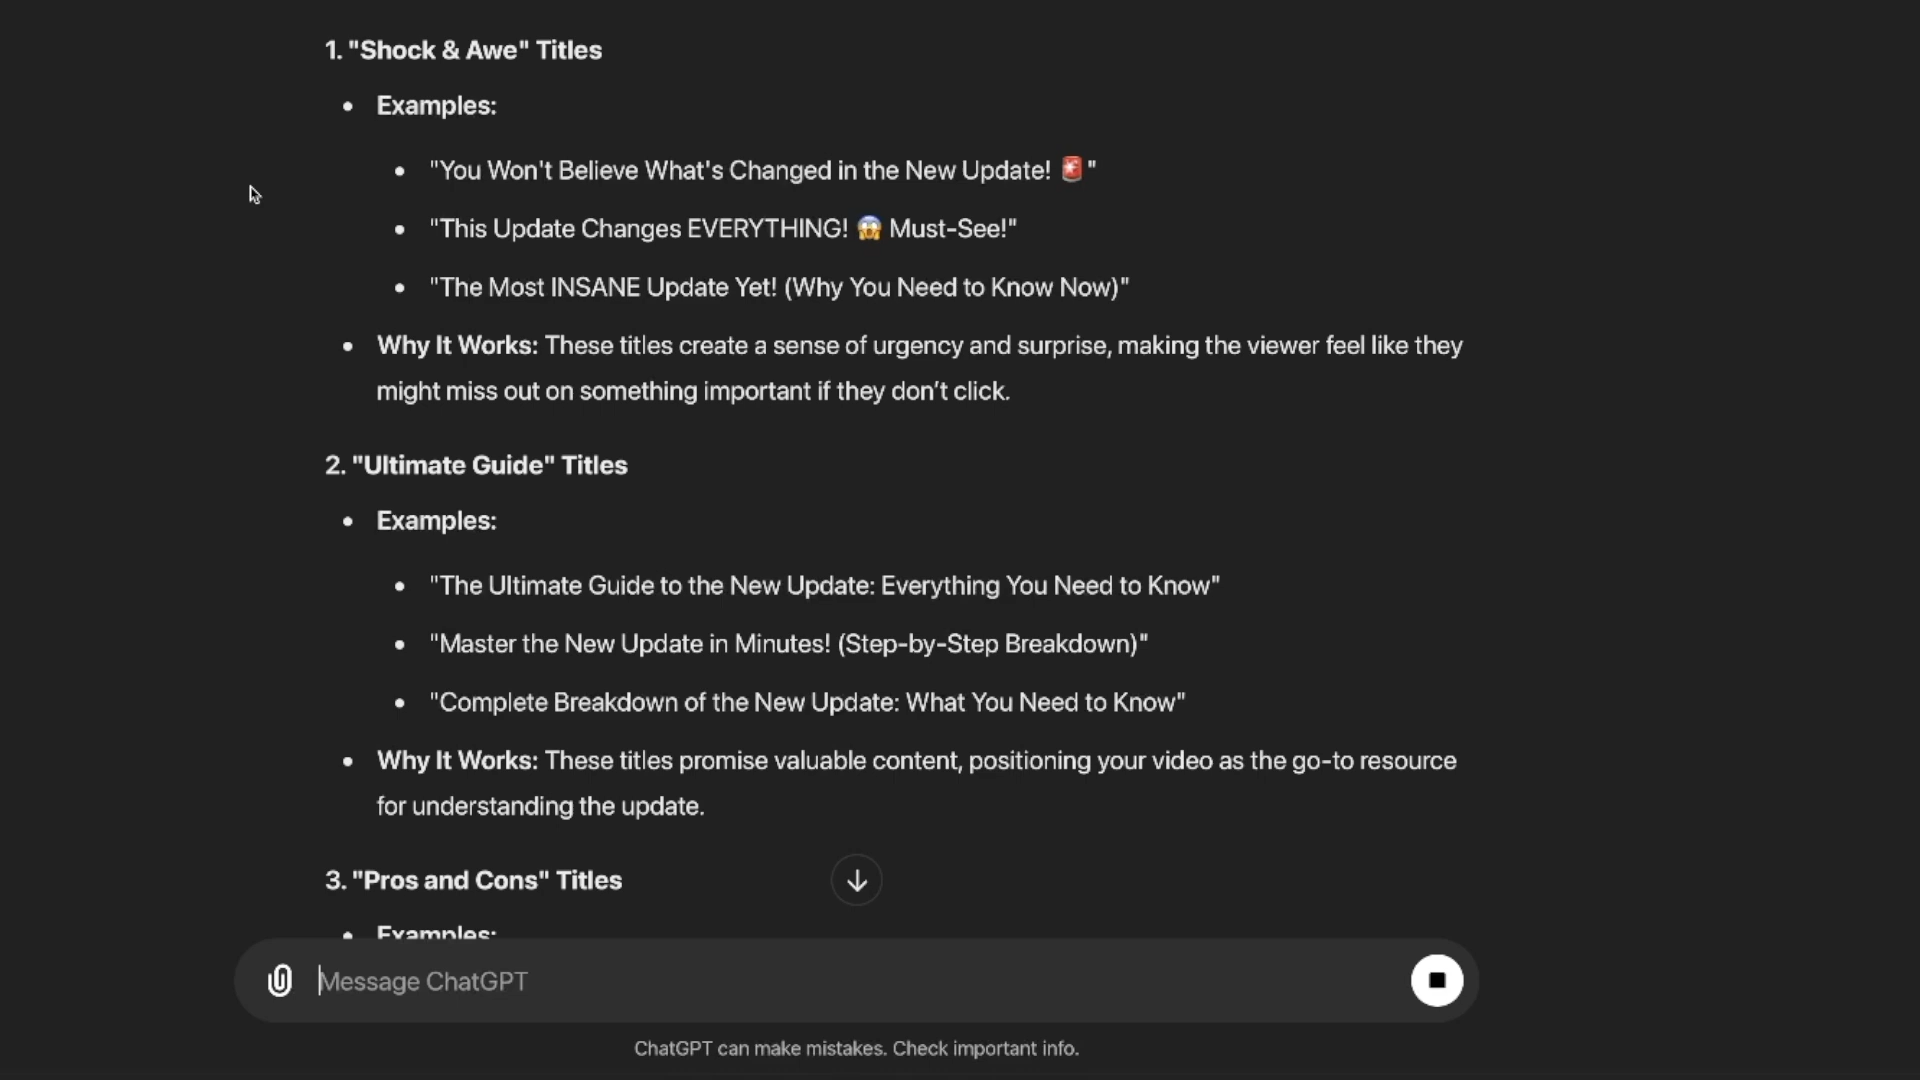 1. "Shock & Awe" Titles
• Examples:
• "You Won't Believe What's Changed in the New Update! 🚨"
• "This Update Changes EVERYTHING! 😱 Must-See!"
• "The Most INSANE Update Yet! (Why You Need to Know Now)"
• Why It Works: These titles create a sense of urgency and surprise, making the viewer feel like they
might miss out on something important if they don’t click.
2. "Ultimate Guide" Titles
• Examples:
• "The Ultimate Guide to the New Update: Everything You Need to Know"
• "Master the New Update in Minutes! (Step-by-Step Breakdown)"
• "Complete Breakdown of the New Update: What You Need to Know"
• Why It Works: These titles promise valuable content, positioning your video as the go-to resource
for understanding the update.
3. "Pros and Cons" Titles
• Examples:
Message ChatGPT
ChatGPT can make mistakes. Check important info.